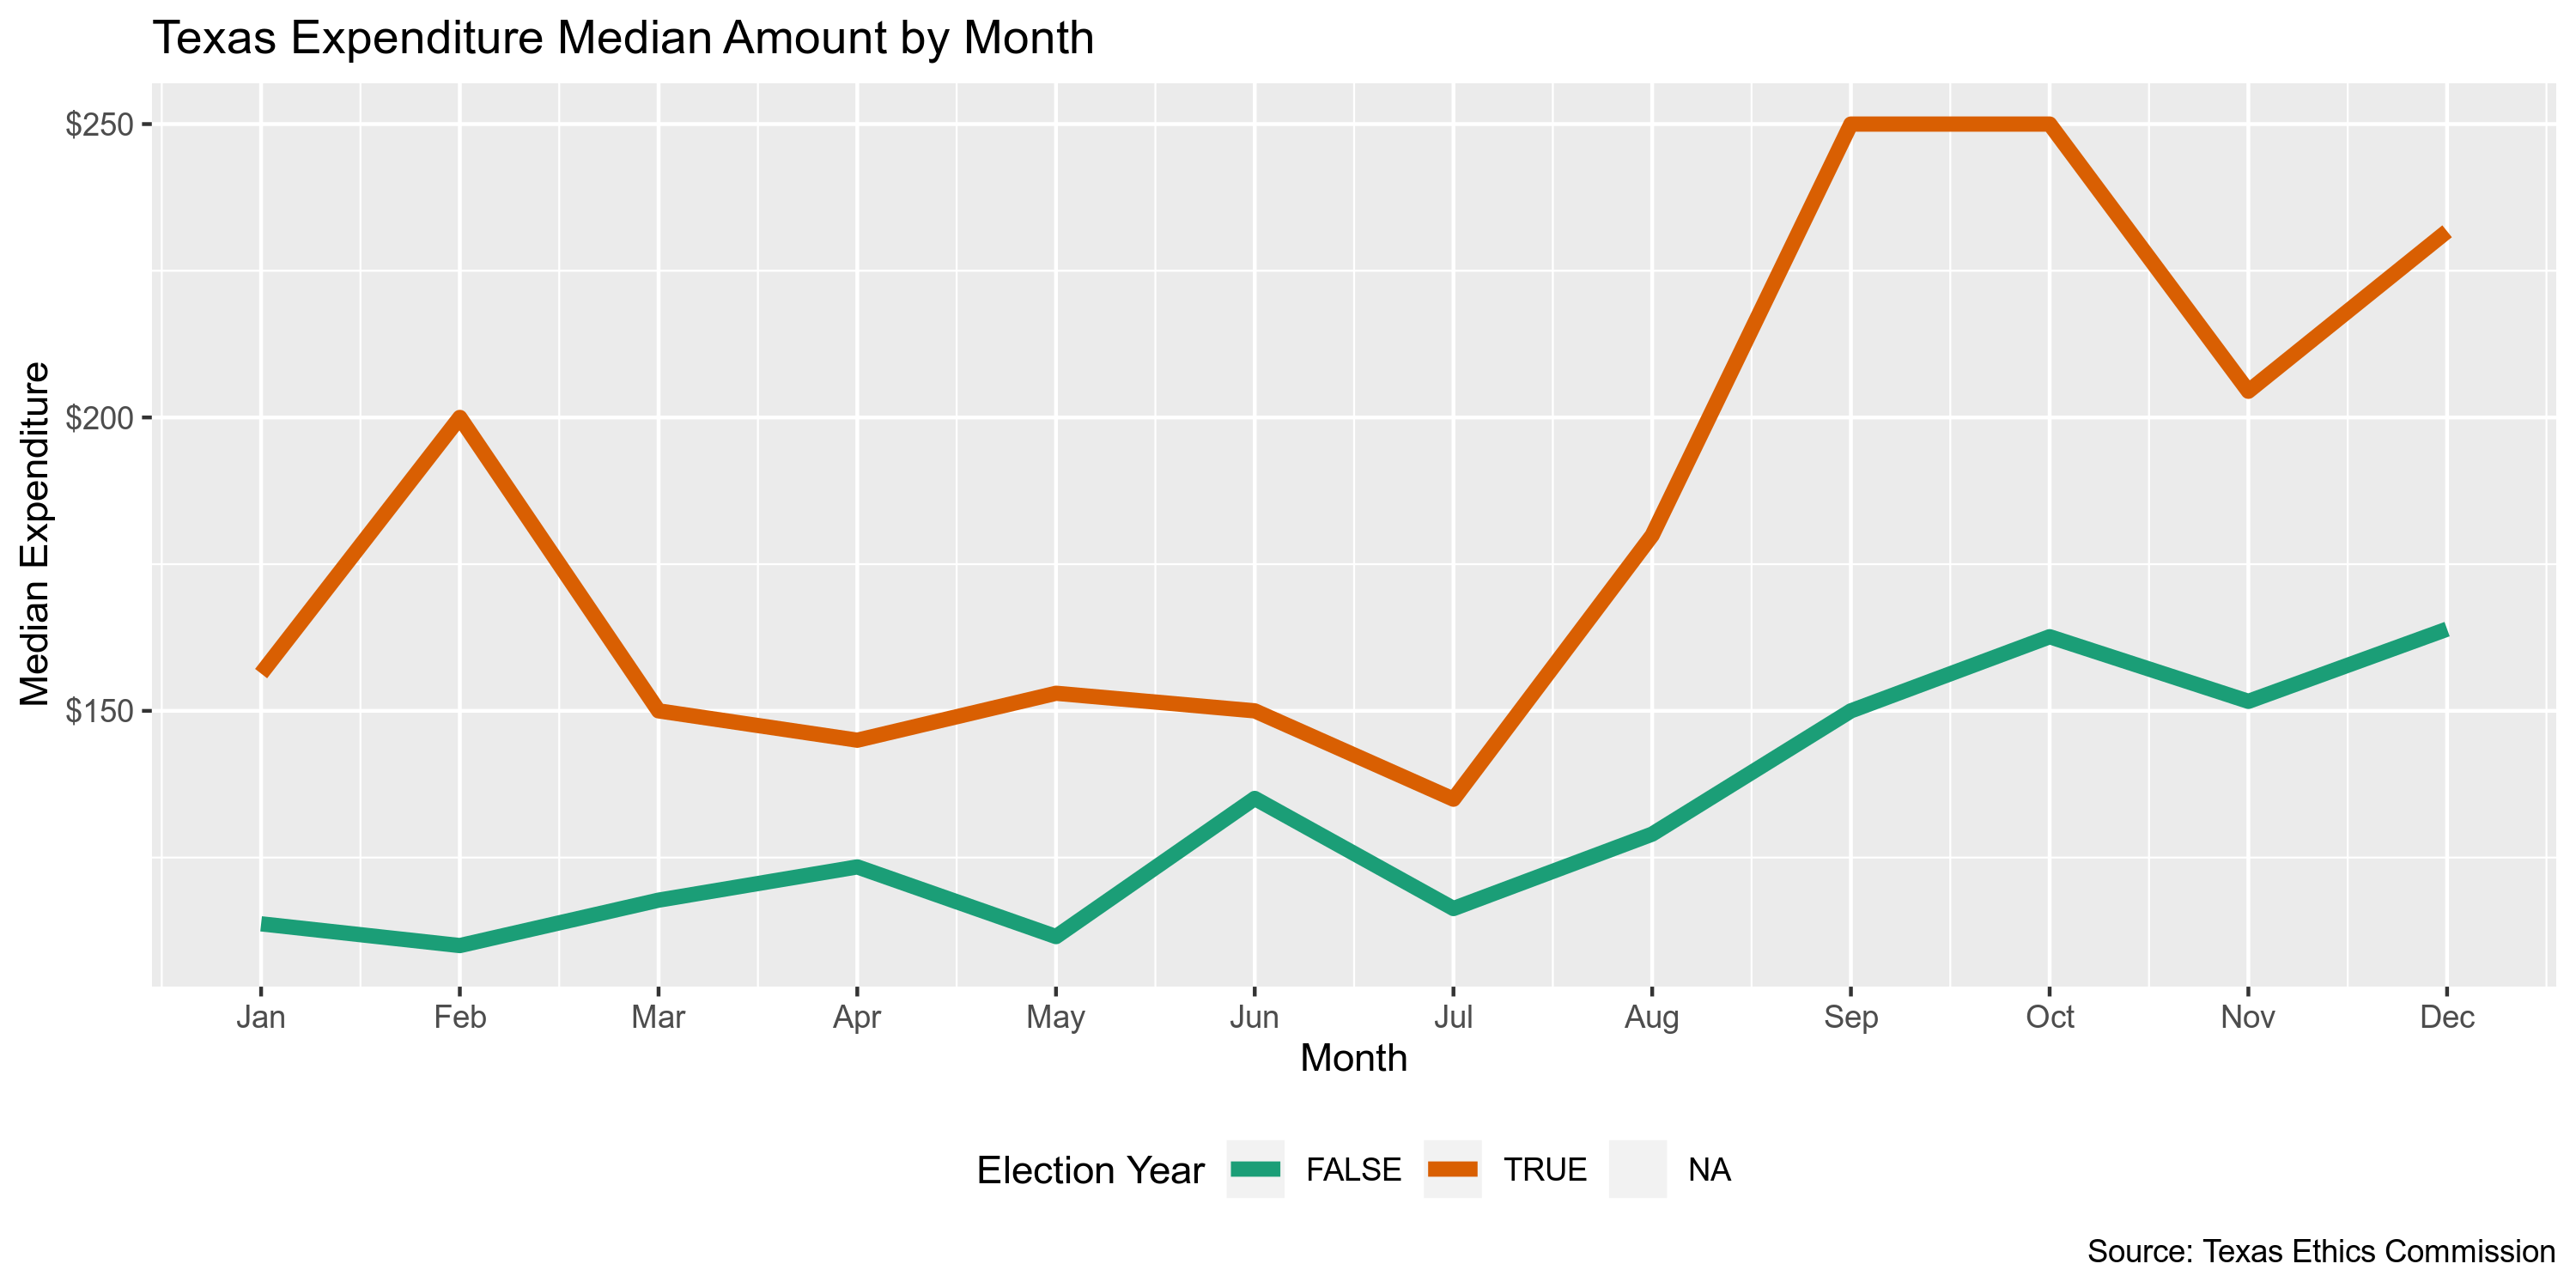 Texas Expenditure Median Amount by Month
Median Expenditure
$250
$200
$150
Jan Feb Mar Apr May Jun Jul Aug Sep Oct Nov Dec
Month
Election Year FALSE TRUE NA
Source: Texas Ethics Commission